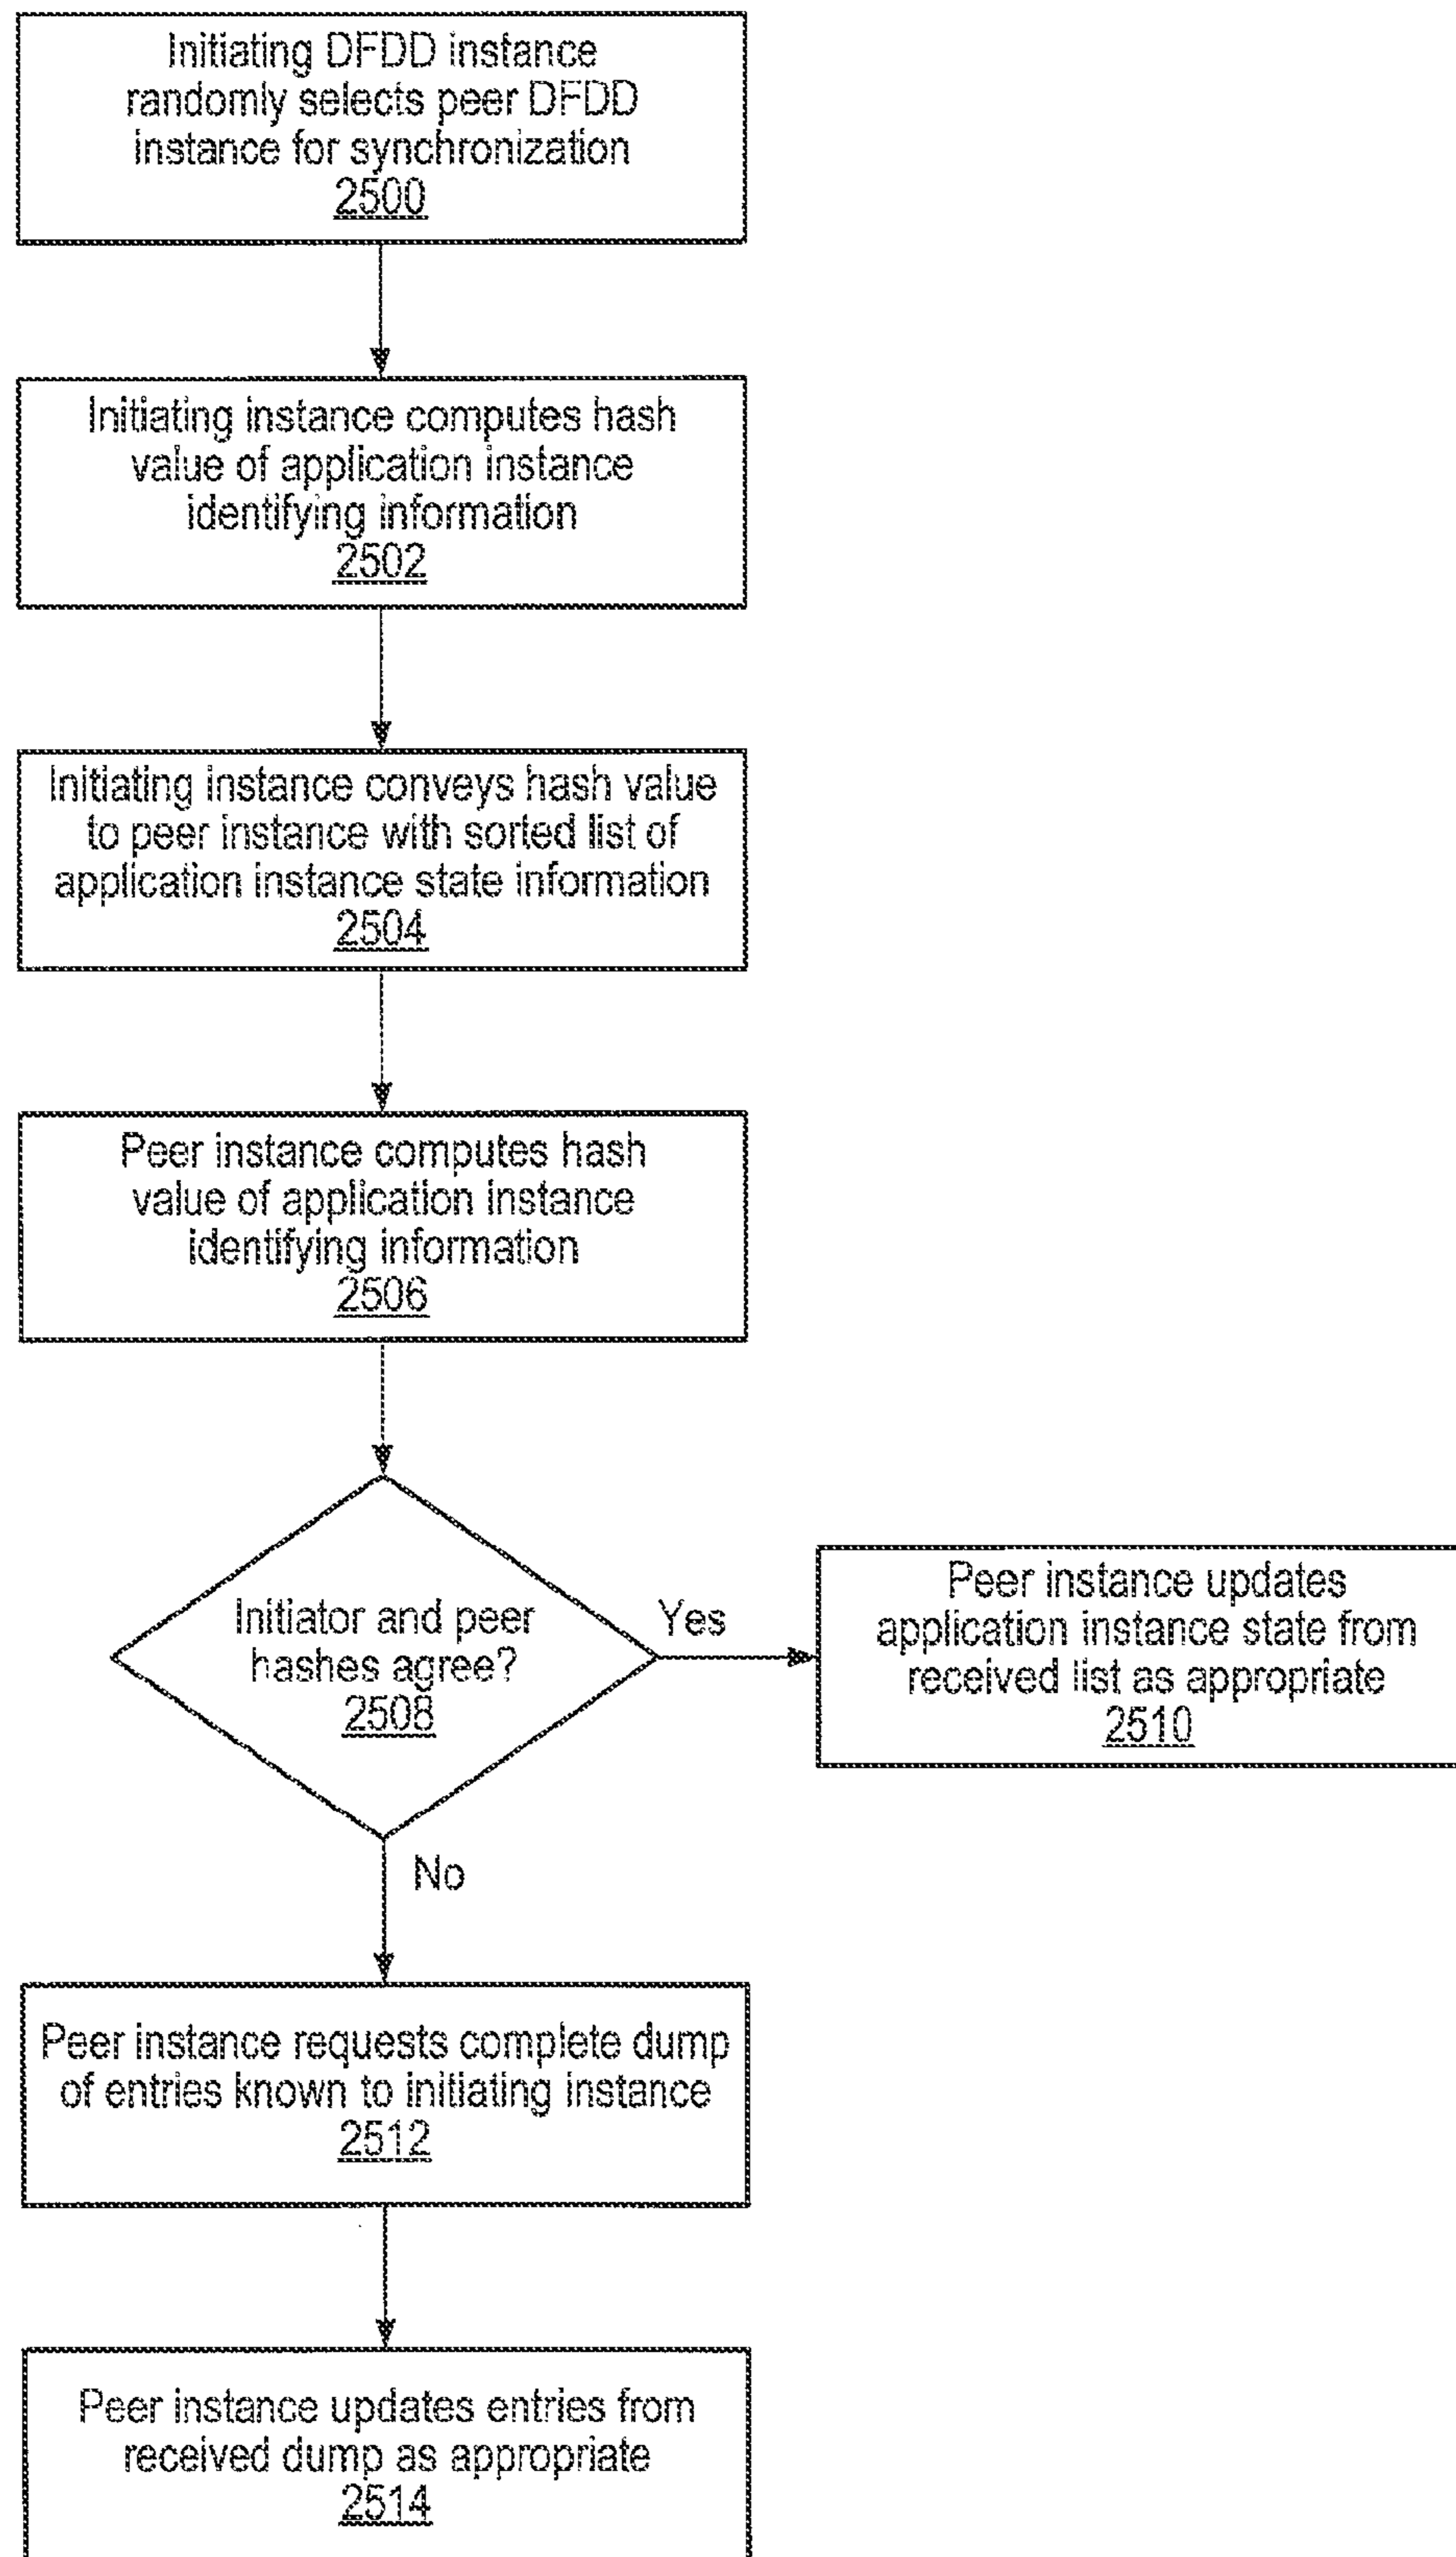 Initiating DFDD instance
randomly selects peer DFDD
instance for synchronization
2500
Initiating instance computes hash
value of application instance
identifying information
2502
Initiating instance conveys hash value
to peer instance with sorted list of
application instance state information
2504
Peer instance computes hash
value of application instance
identifying information
2506
Initiator and peer
hashes agree?
2508
Yes
Peer instance updates
application instance state from
received list as appropriate
2510
No
Peer instance requests complete dump
of entries known to initiating instance
2512
Peer instance updates entries from
received dump as appropriate
2514